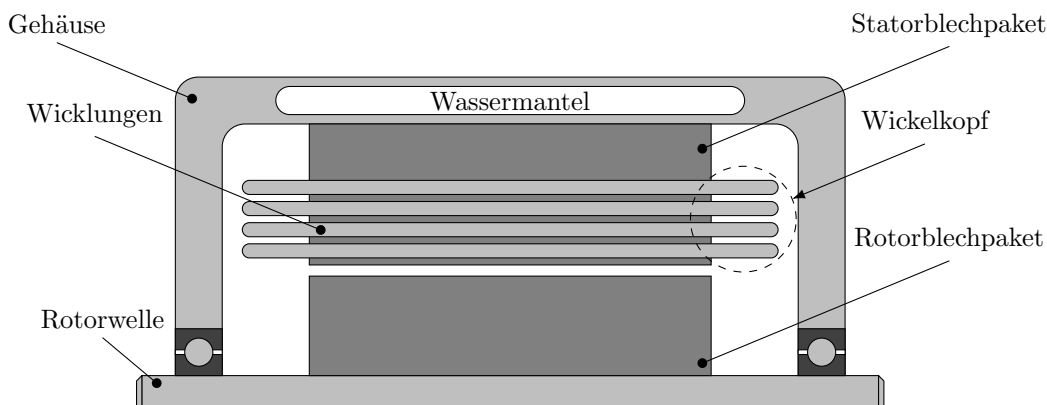 Gehäuse
Statorblechpaket
Wassermantel
Wicklungen
Wickelkopf
Rotorblechpaket
Rotorwelle